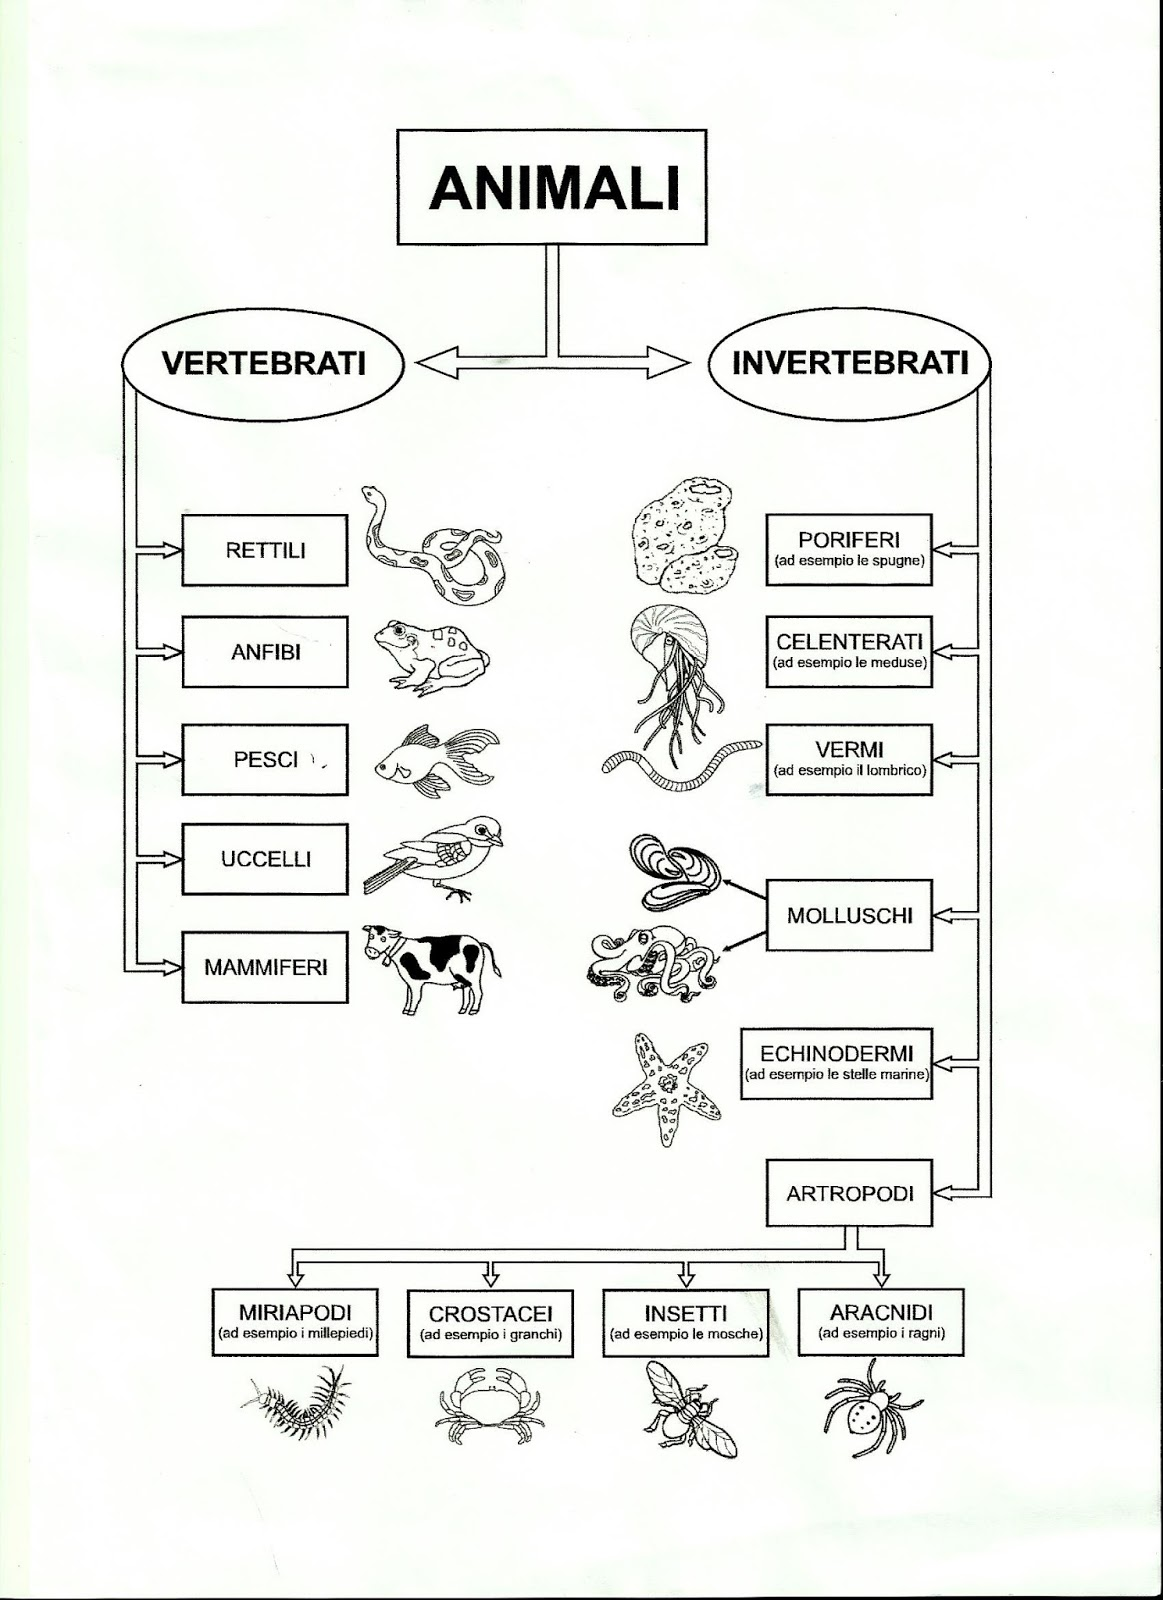 ANIMALI
VERTEBRATI
INVERTEBRATI
RETTILI
ANFIBI
PESCI
UCCELLI
MAMMIFERI
PORIFERI
(ad esempio le spugne)
CELENTERATI
(ad esempio le meduse)
VERMI
(ad esempio il lombrico)
MOLLUSCHI
ECHINODERMI
(ad esempio le stelle marine)
ARTROPODI
MIRIAPODI
(ad esempio i millepiedi)
CROSTACEI
(ad esempio i granchi)
INSETTI
(ad esempio le mosche)
ARACNIDI
(ad esempio i ragni)